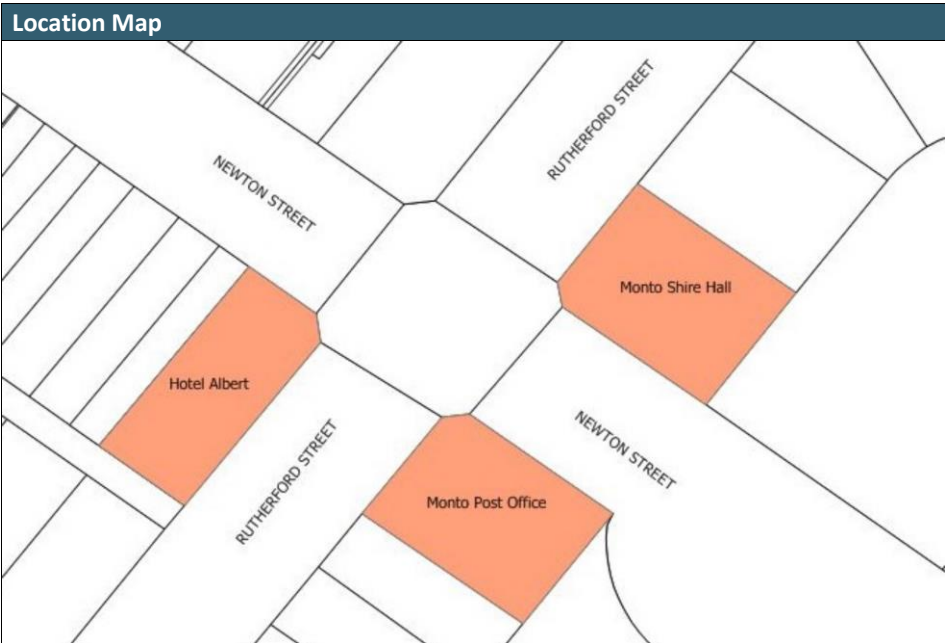 Location Map
RUTHERFORD STREET
NEWTON STREET
Monto Shire Hall
Hotel Albert
RUTHERFORD STREET
NEWTON STREET
Monto Post Office